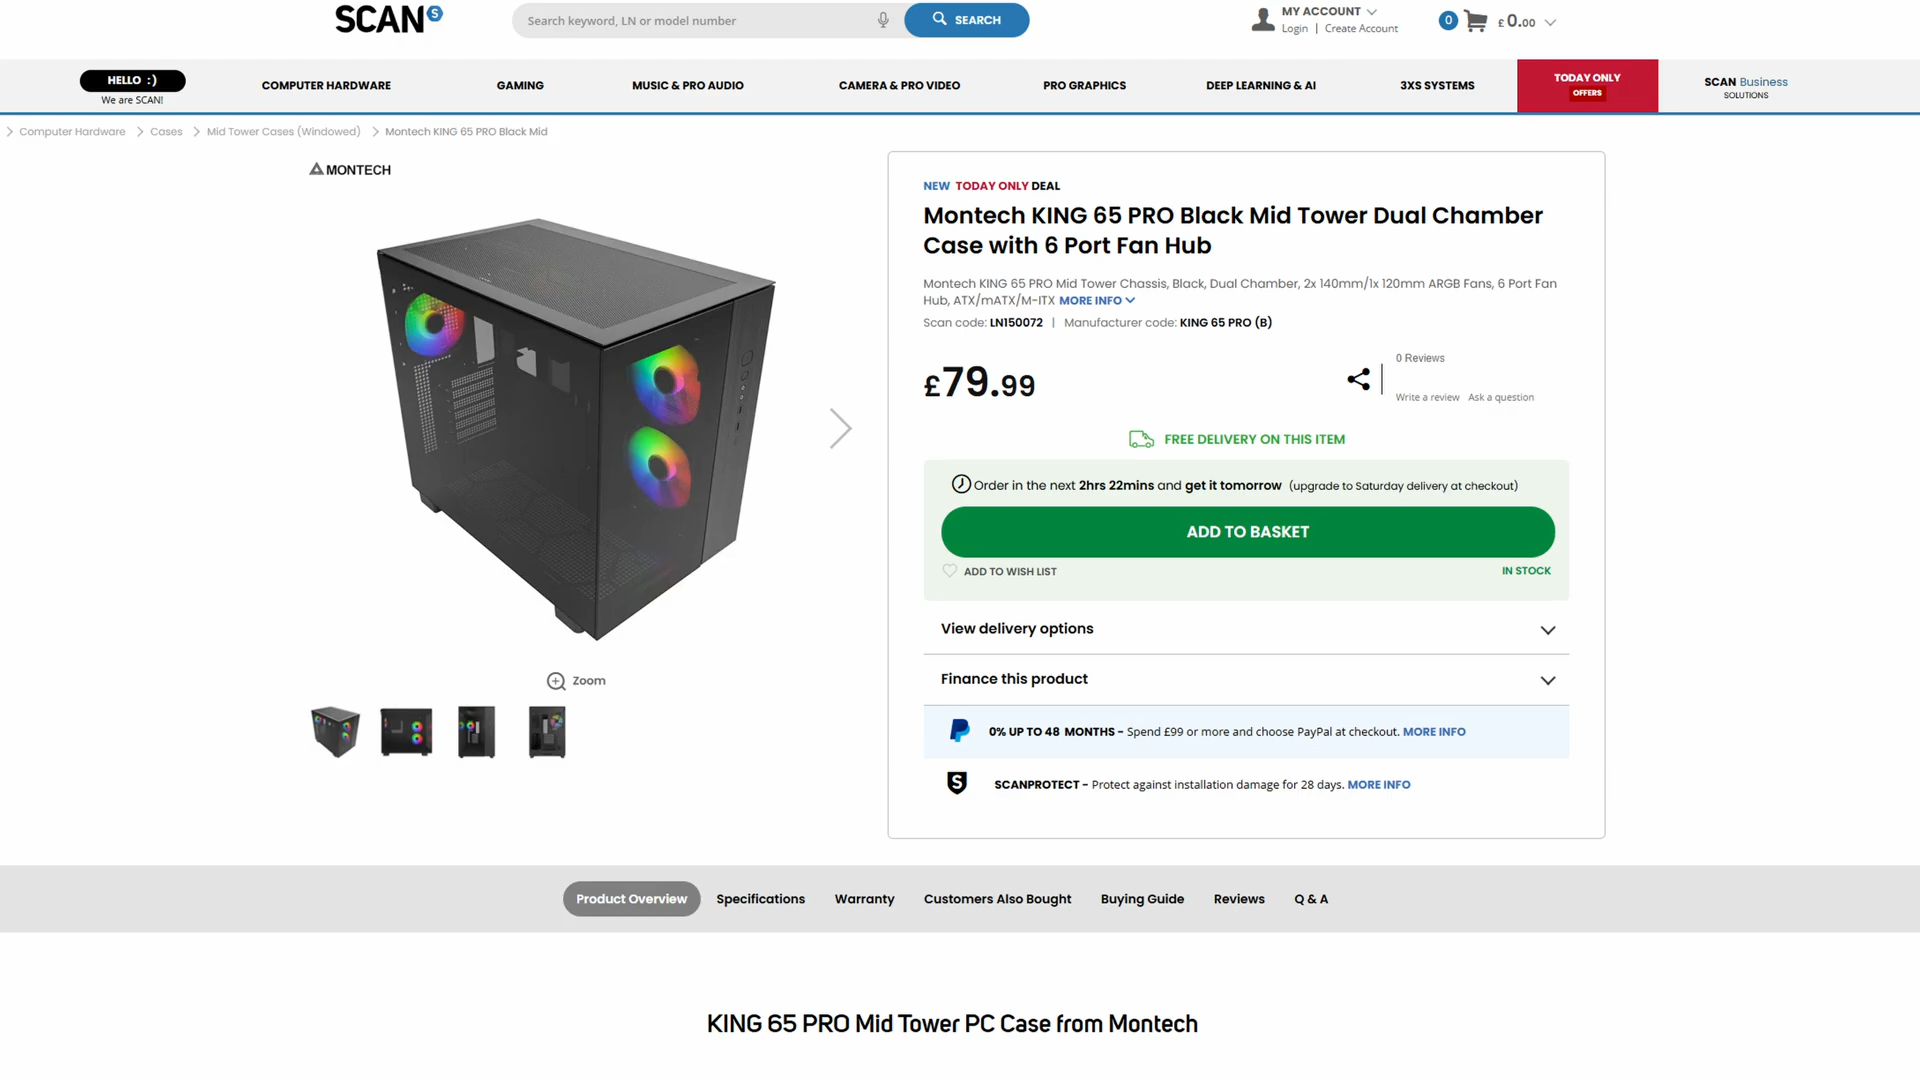 SCAN S
Search keyword, LN or model number
SEARCH
MY ACCOUNT
Login | Create Account
0
£0.00
HELLO :)
We are SCAN!
COMPUTER HARDWARE
GAMING
MUSIC & PRO AUDIO
CAMERA & PRO VIDEO
PRO GRAPHICS
DEEP LEARNING & AI
3XS SYSTEMS
TODAY ONLY
OFFERS
SCAN Business
SOLUTIONS
Computer Hardware
Cases
Mid Tower Cases (Windowed)
Montech KING 65 PRO Black Mid
MONTECH
NEW TODAY ONLY DEAL
Montech KING 65 PRO Black Mid Tower Dual Chamber
Case with 6 Port Fan Hub
Montech KING 65 PRO Mid Tower Chassis, Black, Dual Chamber, 2x 140mm/1x 120mm ARGB Fans, 6 Port Fan
Hub, ATX/mATX/M-ITX MORE INFO
Scan code: LN150072 | Manufacturer code: KING 65 PRO (B)
£79.99
0 Reviews
Write a review Ask a question
FREE DELIVERY ON THIS ITEM
Order in the next 2hrs 22mins and get it tomorrow (upgrade to Saturday delivery at checkout)
ADD TO BASKET
ADD TO WISH LIST
IN STOCK
View delivery options
Finance this product
0% UP TO 48 MONTHS - Spend £99 or more and choose PayPal at checkout. MORE INFO
S
SCANPROTECT - Protect against installation damage for 28 days. MORE INFO
Zoom
Product Overview
Specifications
Warranty
Customers Also Bought
Buying Guide
Reviews
Q & A
KING 65 PRO Mid Tower PC Case from Montech